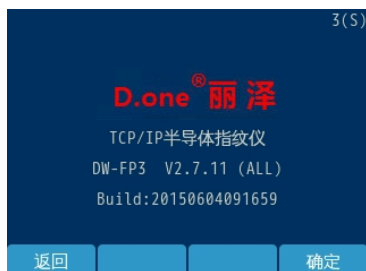 3(S)
D.one®丽泽
TCP/IP半导体指纹仪
DW-FP3 V2.7.11 (ALL)
Build:20150604091659
返回 确定